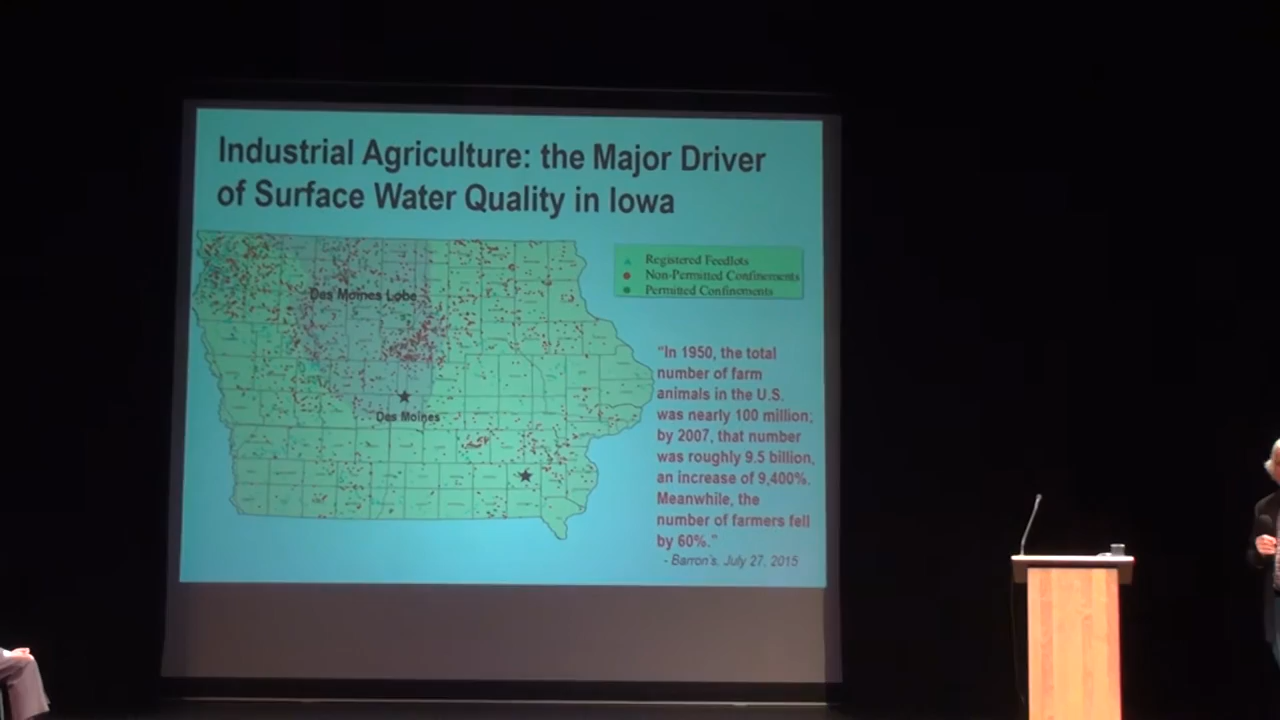 Industrial Agriculture: the Major Driver
of Surface Water Quality in Iowa
Registered Feedlots
Non-Permitted Confinements
Permitted Confinements
Des Moines Lobe
Des Moines
"In 1950, the total
number of farm
animals in the U.S.
was nearly 100 million;
by 2007, that number
was roughly 9.5 billion,
an increase of 9,400%.
Meanwhile, the
number of farmers fell
by 60%."
- Barron's, July 27, 2015